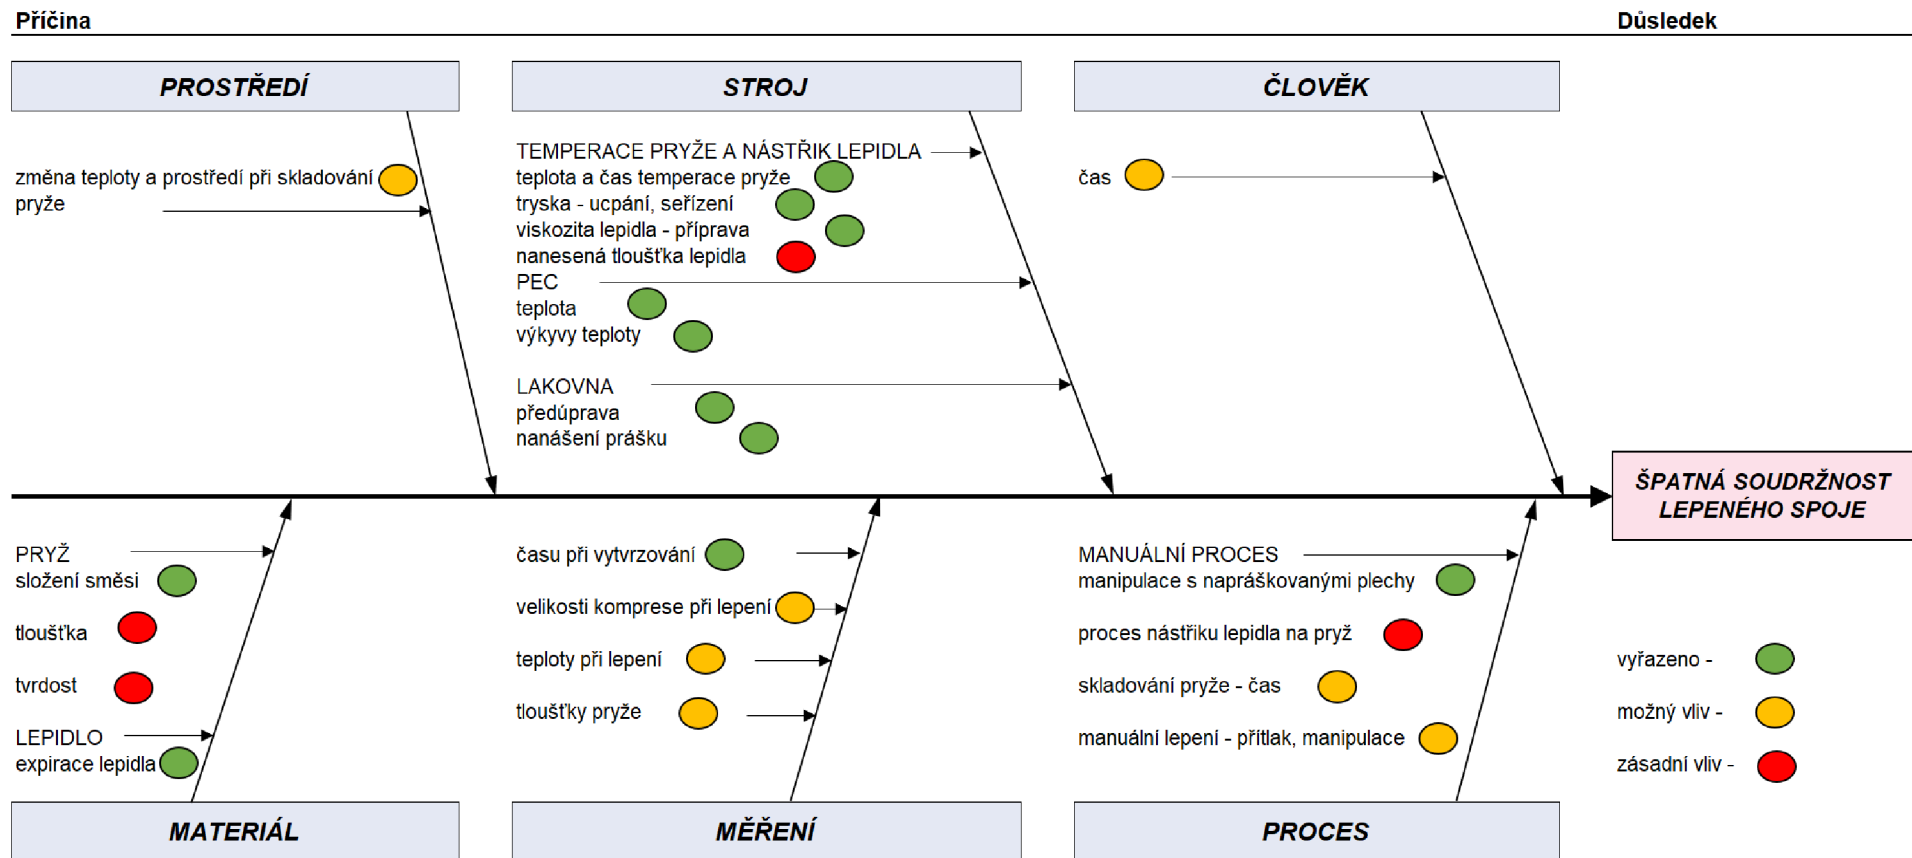 Příčina
Důsledek
PROSTŘEDÍ
STROJ
ČLOVĚK
změna teploty a prostředí při skladování
pryže
TEMPERACE PRYŽE A NÁSTŘIK LEPIDLA
teplota a čas temperace pryže
tryska - ucpání, seřízení
viskozita lepidla - příprava
nanesená tloušťka lepidla
PEC
teplota
výkyvy teploty
LAKOVNA
předúprava
nanášení prášku
čas
ŠPATNÁ SOUDRŽNOST
LEPENÉHO SPOJE
PRYŽ
složení směsi
tloušťka
tvrdost
LEPIDLO
expirace lepidla
času při vytvrzování
velikosti komprese při lepení
teploty při lepení
tloušťky pryže
MANUÁLNÍ PROCES
manipulace s napráškovanými plechy
proces nástřiku lepidla na pryž
skladování pryže - čas
manuální lepení - přítlak, manipulace
vyřazeno -
možný vliv -
zásadní vliv -
MATERIÁL
MĚŘENÍ
PROCES